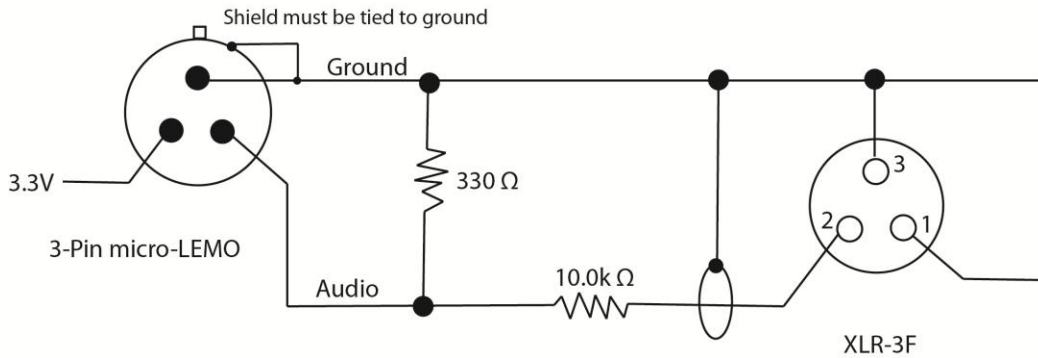 Shield must be tied to ground
Ground
3
330 Ω
3.3V
2
1
3-Pin micro-LEMO
10.0k Ω
Audio
XLR-3F